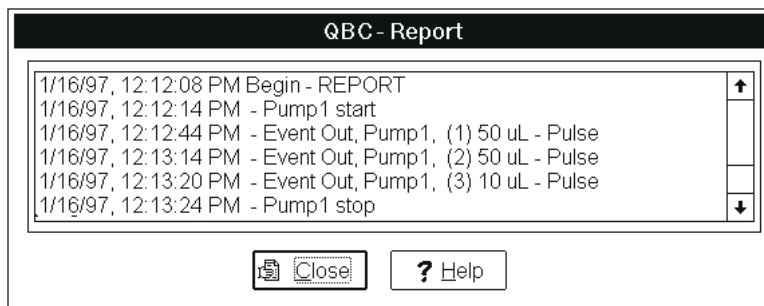 QBC - Report
1/16/97, 12:12:08 PM Begin - REPORT
1/16/97, 12:12:14 PM - Pump1 start
1/16/97, 12:12:44 PM - Event Out, Pump1, (1) 50 uL - Pulse
1/16/97, 12:13:14 PM - Event Out, Pump1, (2) 50 uL - Pulse
1/16/97, 12:13:20 PM - Event Out, Pump1, (3) 10 uL - Pulse
1/16/97, 12:13:24 PM - Pump1 stop
Close ? Help